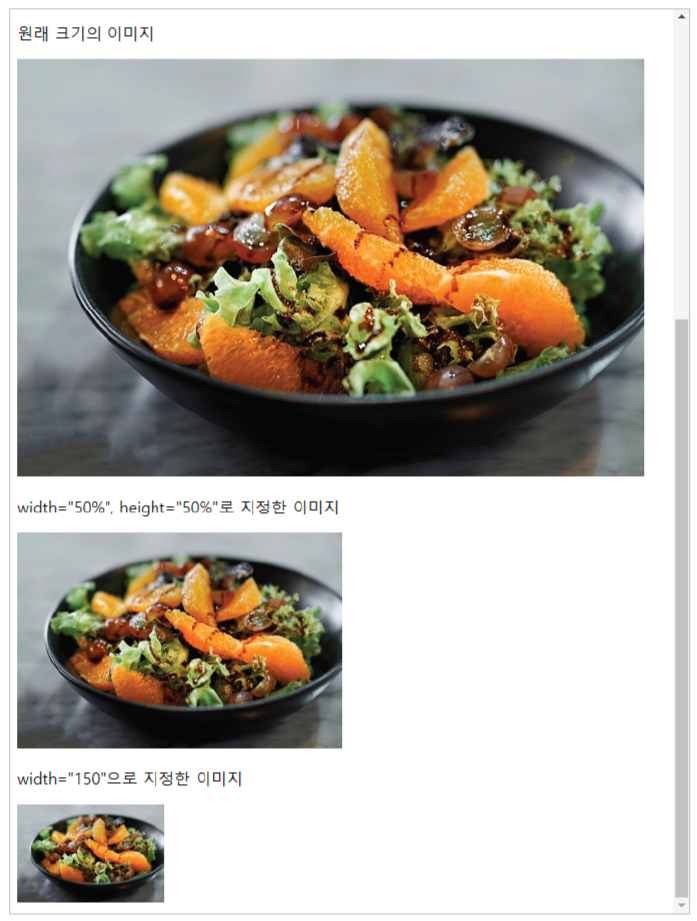 원래 크기의 이미지
width="50%", height="50%"로 지정한 이미지
width="150"으로 지정한 이미지